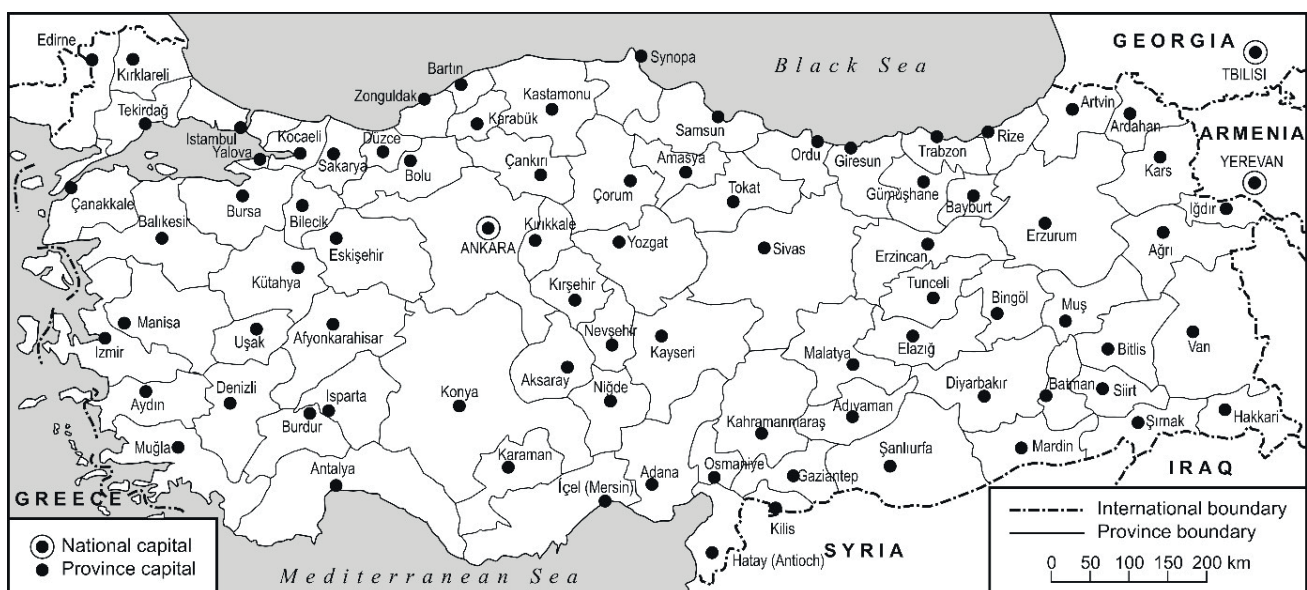 Edirne
Kırklareli
Tekirdağ
Istambul
Yalova
Kocaeli
Sakarya
Düzce
Bolu
Zonguldak
Bartın
Karabük
Kastamonu
Synopa
Black Sea
GEORGIA
TBILISI
Çankırı
Samsun
Amasya
Çorum
Tokat
Ordu
Giresun
Trabzon
Rize
Artvin
Ardahan
ARMENIA
YEREVAN
Kars
Iğdır
Gümüşhane
Bayburt
Erzurum
Ağrı
Çanakkale
Balıkesir
Bursa
Bilecik
Eskişehir
Kütahya
ANKARA
Kırıkkale
Yozgat
Sivas
Erzincan
Tunceli
Bingöl
Muş
Kırşehir
Nevşehir
Kayseri
Malatya
Elazığ
Bitlis
Van
Manisa
Izmir
Uşak
Afyonkarahisar
Aksaray
Niğde
Konya
Aydın
Denizli
Isparta
Burdur
Muğla
Antalya
Karaman
İçel (Mersin)
Adana
Kahramanmaraş
Adıyaman
Osmaniye
Gaziantep
Şanlıurfa
Diyarbakır
Batman
Siirt
Mardin
Şırnak
Hakkari
Kilis
Hatay (Antioch)
GREECE
SYRIA
IRAQ
Mediterranean Sea
National capital
Province capital
International boundary
Province boundary
0 50 100 150 200 km